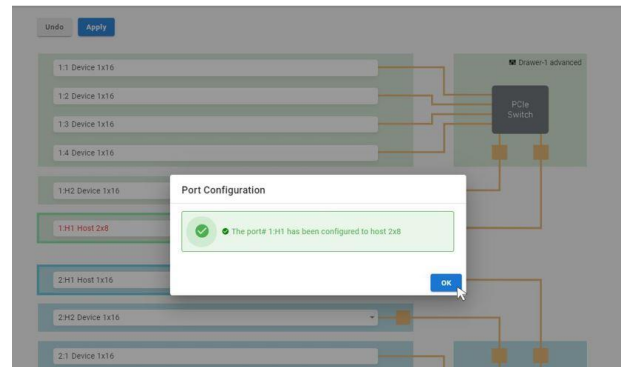 Undo Apply
Drawer-1 advanced
1:1 Device 1x16
1:2 Device 1x16
PCIe
Switch
1:3 Device 1x16
1:4 Device 1x16
1:H2 Device 1x16
Port Configuration
1:H1 Host 2x8
The port# 1:H1 has been configured to host 2x8
2:H1 Host 1x16
OK
2:H2 Device 1x16
2:1 Device 1x16